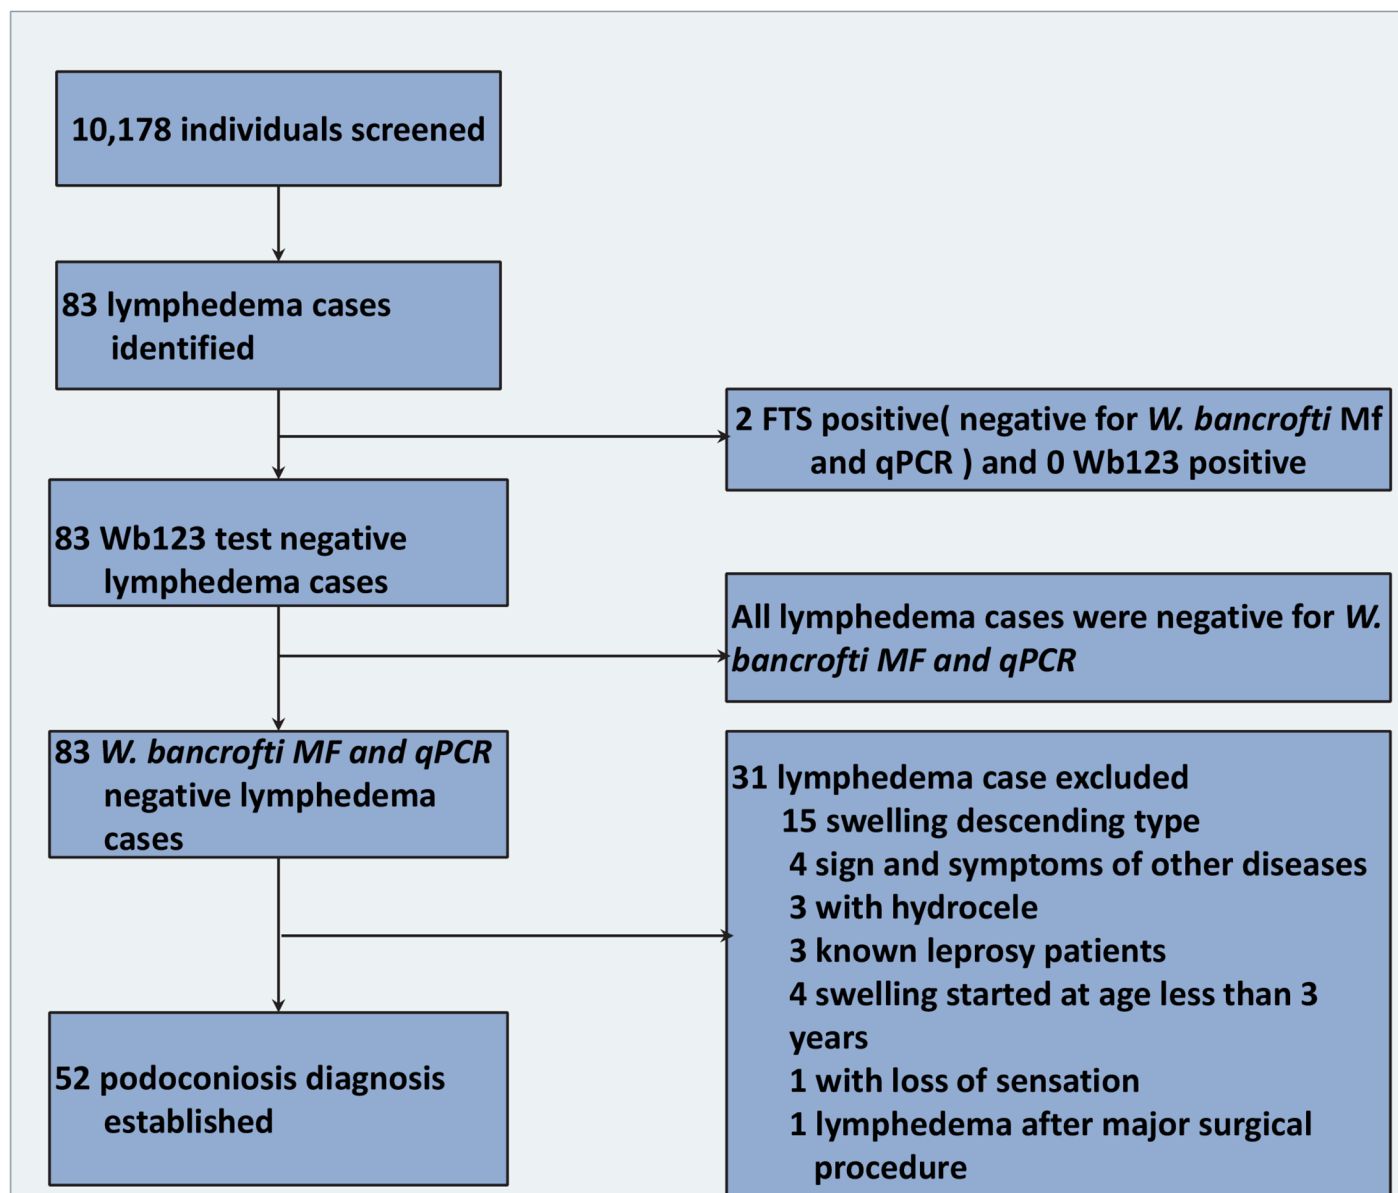 10,178 individuals screened
83 lymphedema cases
identified
2 FTS positive( negative for W. bancrofti Mf
and qPCR ) and 0 Wb123 positive
83 Wb123 test negative
lymphedema cases
All lymphedema cases were negative for W.
bancrofti MF and qPCR
83 W. bancrofti MF and qPCR
negative lymphedema
cases
31 lymphedema case excluded
15 swelling descending type
4 sign and symptoms of other diseases
3 with hydrocele
3 known leprosy patients
4 swelling started at age less than 3
years
1 with loss of sensation
1 lymphedema after major surgical
procedure
52 podoconiosis diagnosis
established